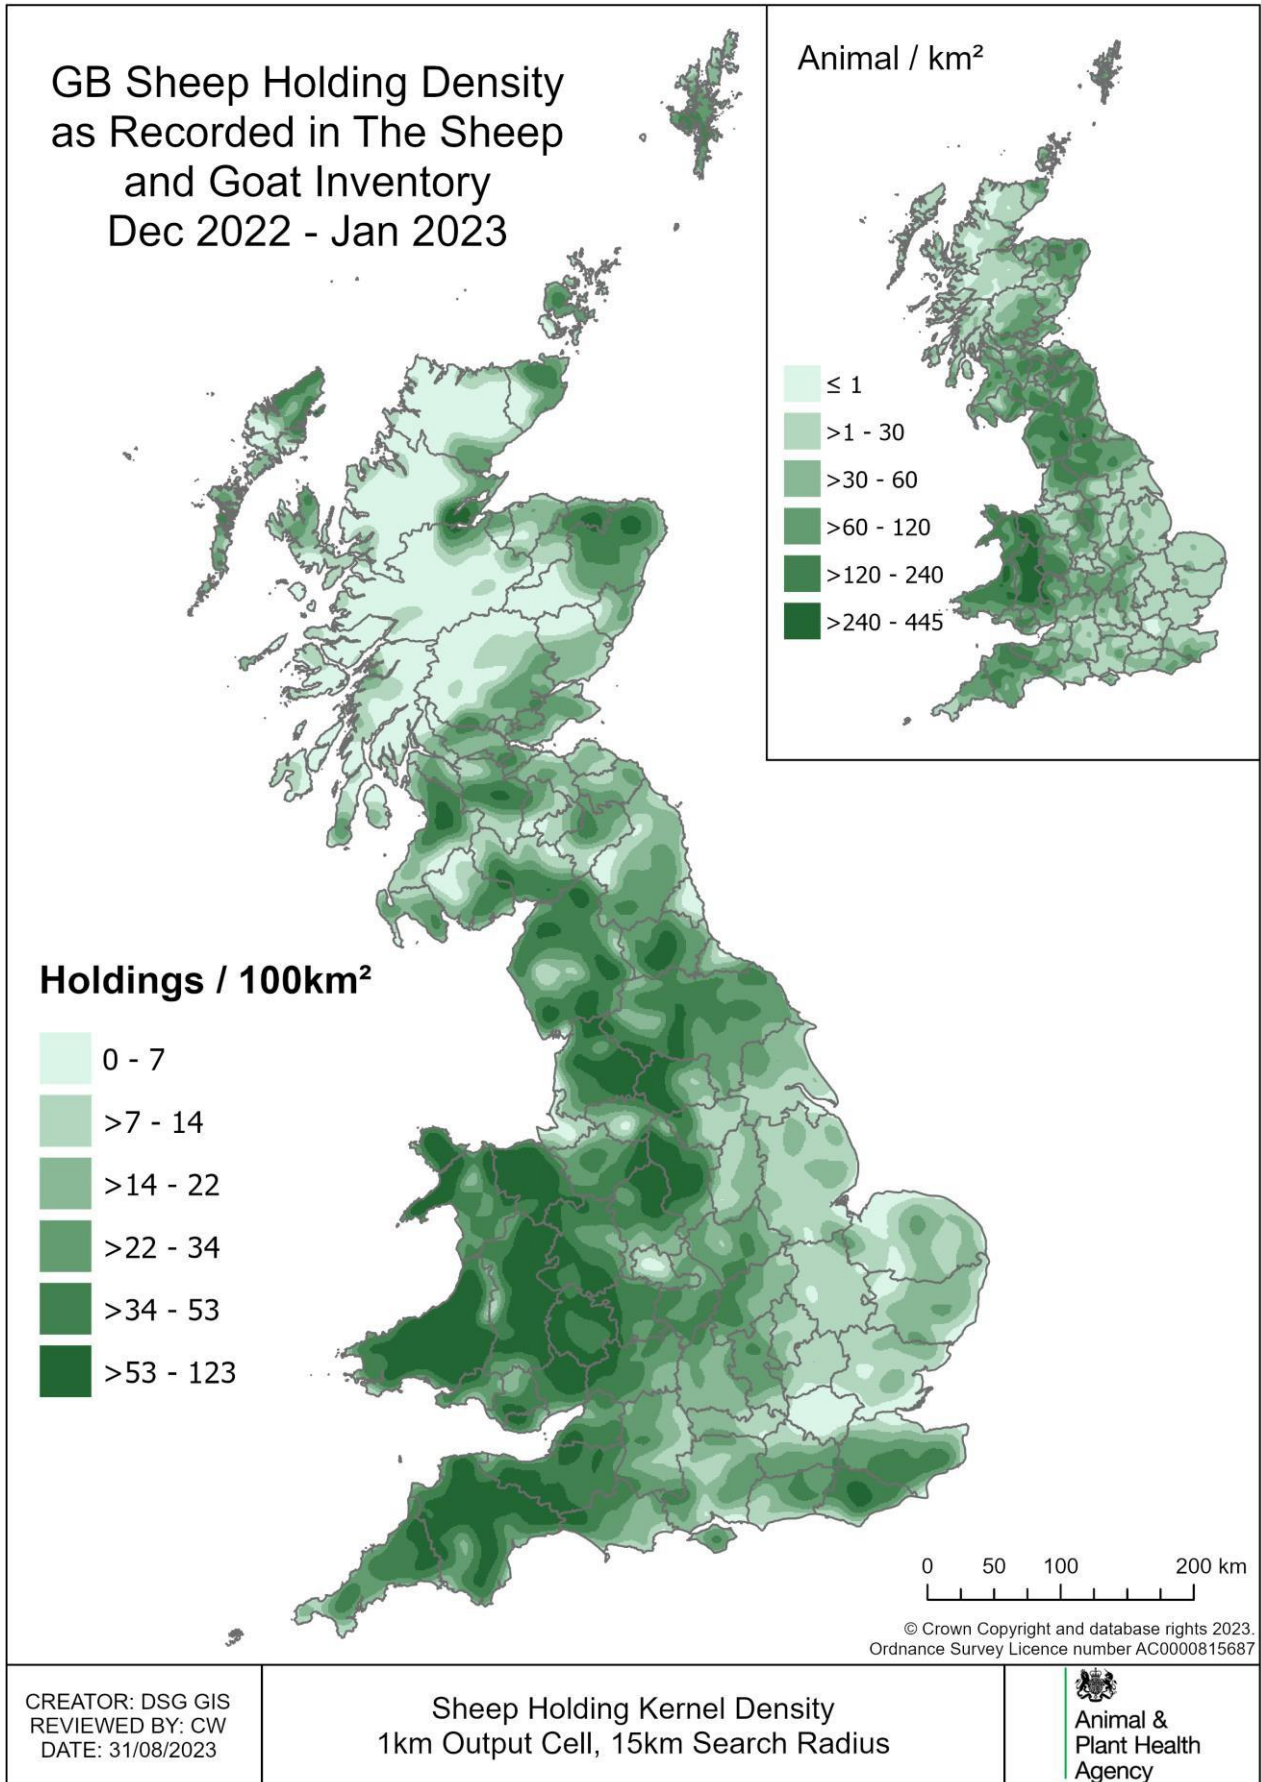 GB Sheep Holding Density
as Recorded in The Sheep
and Goat Inventory
Dec 2022 - Jan 2023
Animal / km²
≤ 1
>1 - 30
>30 - 60
>60 - 120
>120 - 240
>240 - 445
Holdings / 100km²
0 - 7
>7 - 14
>14 - 22
>22 - 34
>34 - 53
>53 - 123
0 50 100 200 km
© Crown Copyright and database rights 2023.
Ordnance Survey Licence number AC0000815687
CREATOR: DSG GIS
REVIEWED BY: CW
DATE: 31/08/2023
Sheep Holding Kernel Density
1km Output Cell, 15km Search Radius
Animal &
Plant Health
Agency